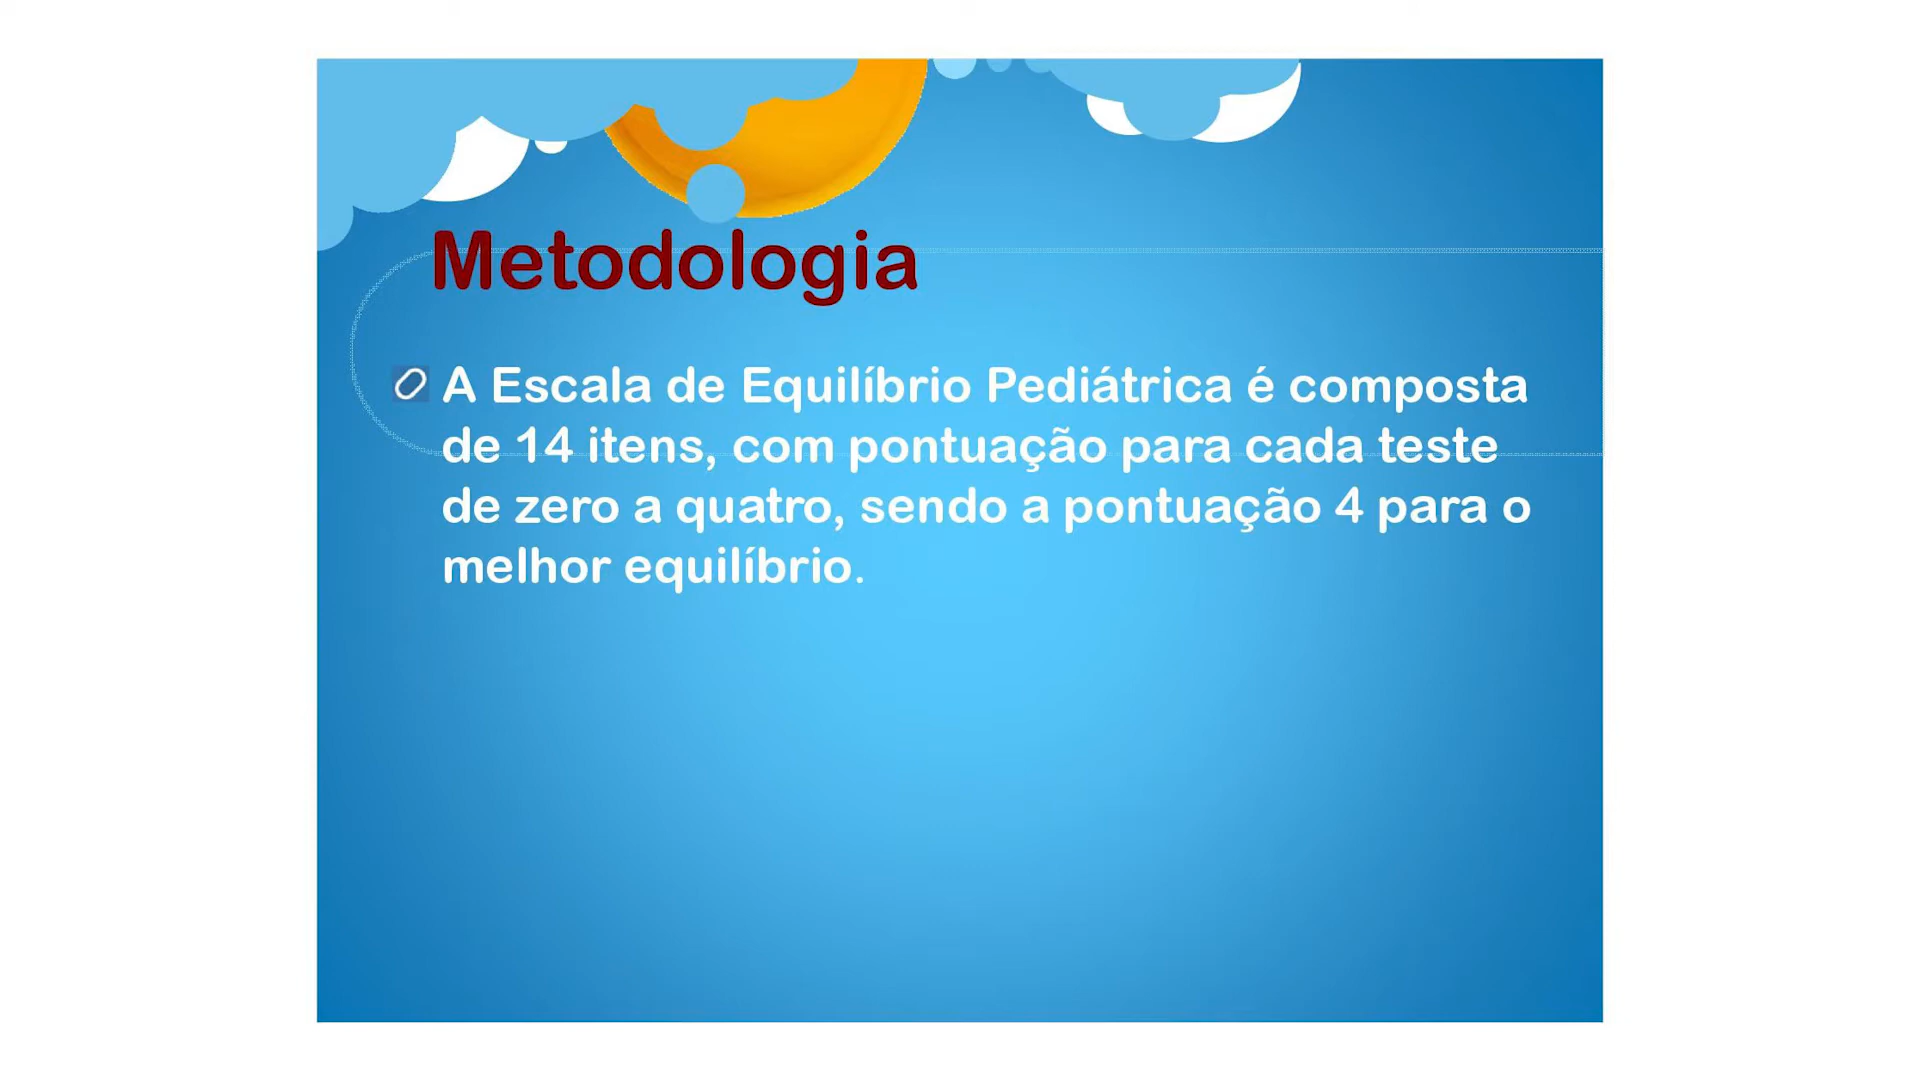 Metodologia
A Escala de Equilíbrio Pediátrica é composta
de 14 itens, com pontuação para cada teste
de zero a quatro, sendo a pontuação 4 para o
melhor equilíbrio.